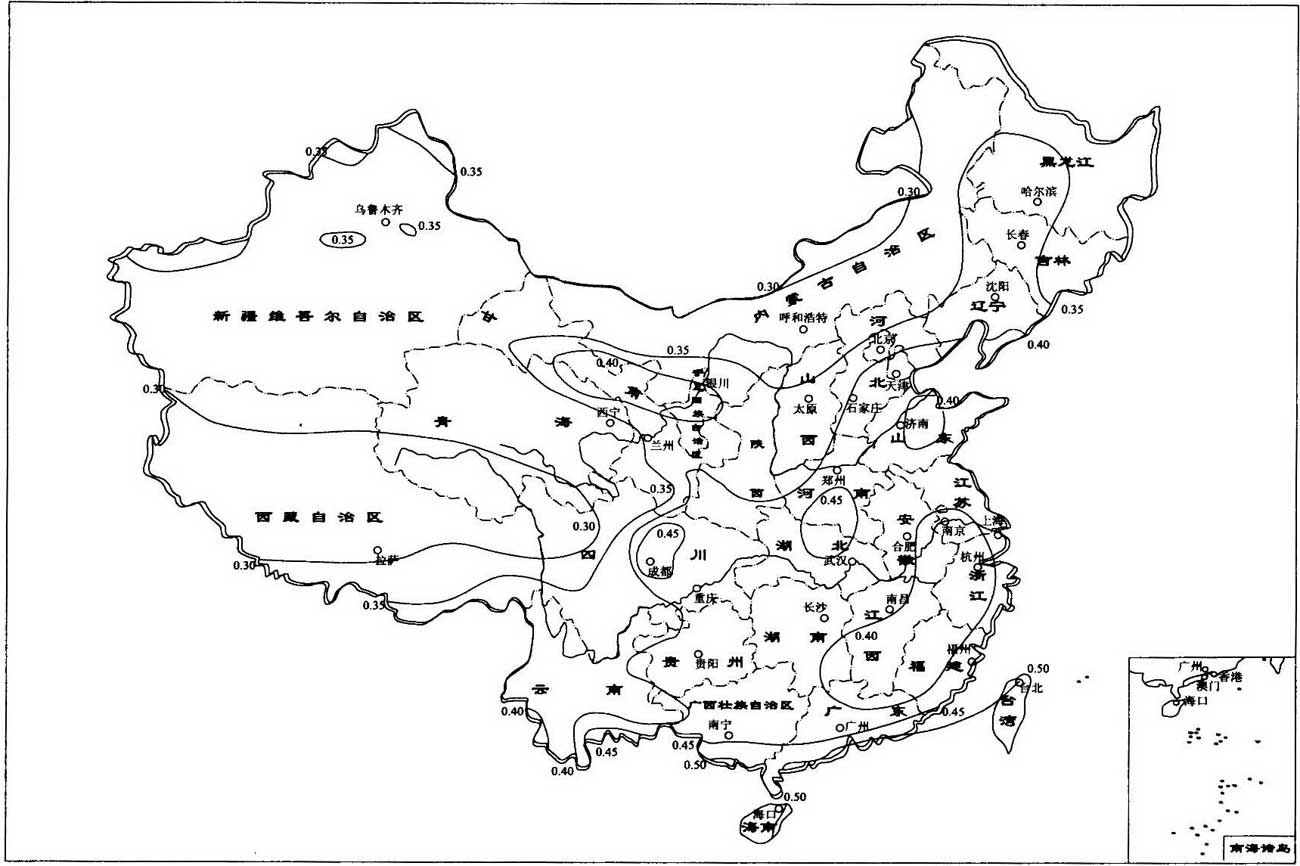 黑龙江
哈尔滨
0.35
0.35
0.30
乌鲁木齐
0.35
0.35
内蒙古自治区
长春
吉林
沈阳
辽宁
0.30
0.35
新疆维吾尔自治区
甘
呼和浩特
河
北京
0.40
0.35
0.40
银川
山
北
天津
0.30
肃
宁夏回族自治区
太原
石家庄
0.40
青海
西宁
兰州
陕
西
济南
山东
0.35
郑州
西
河南
0.45
江
苏
西藏自治区
0.30
安
南京
上海
0.45
拉萨
四川
湖北
合肥
徽
杭州
0.30
成都
武汉
浙
江
0.35
重庆
长沙
南昌
江
湖南
0.40
西
贵州
贵阳
福州
福建
0.50
台北
云南
广西壮族自治区
广东
0.45
台
湾
0.40
南宁
广州
0.45
0.45
0.50
0.40
0.50
海口
海南
广州
香港
澳门
海口
南海诸岛